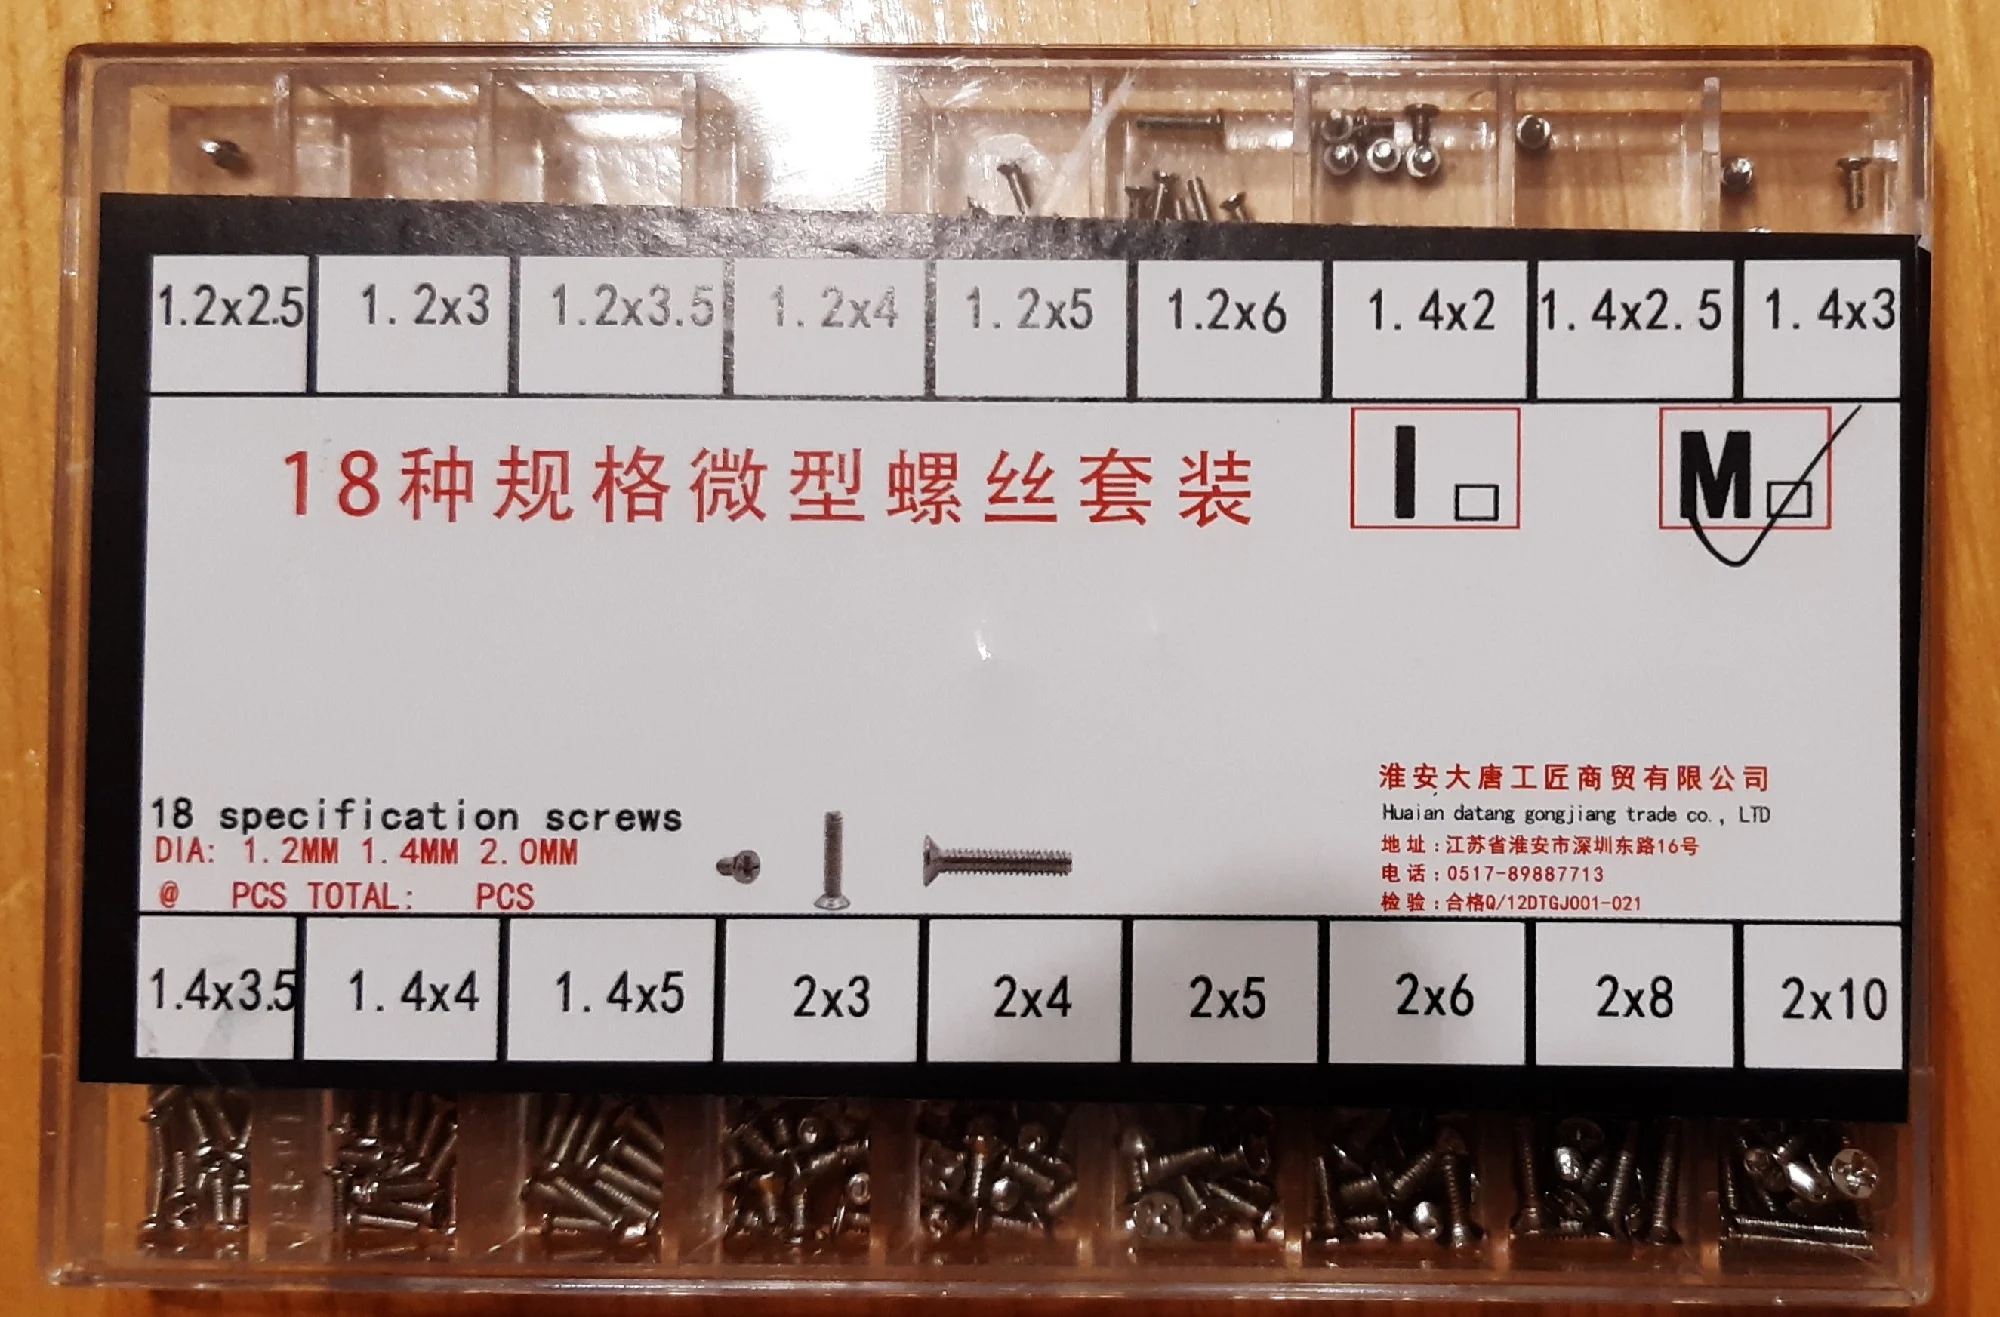 1.2x2.5 1.2x3 1.2x3.5 1.2x4 1.2x5 1.2x6 1.4x2 1.4x2.5 1.4x3
18种规格微型螺丝套装 I M
18 specification screws
DIA: 1.2MM 1.4MM 2.0MM
@ PCS TOTAL: PCS
淮安大唐工匠商贸有限公司
Huaian datang gongjiang trade co., LTD
地址:江苏省淮安市深圳东路16号
电话:0517-89887713
检验:合格Q/12DTGJ001-021
1.4x3.5 1.4x4 1.4x5 2x3 2x4 2x5 2x6 2x8 2x10